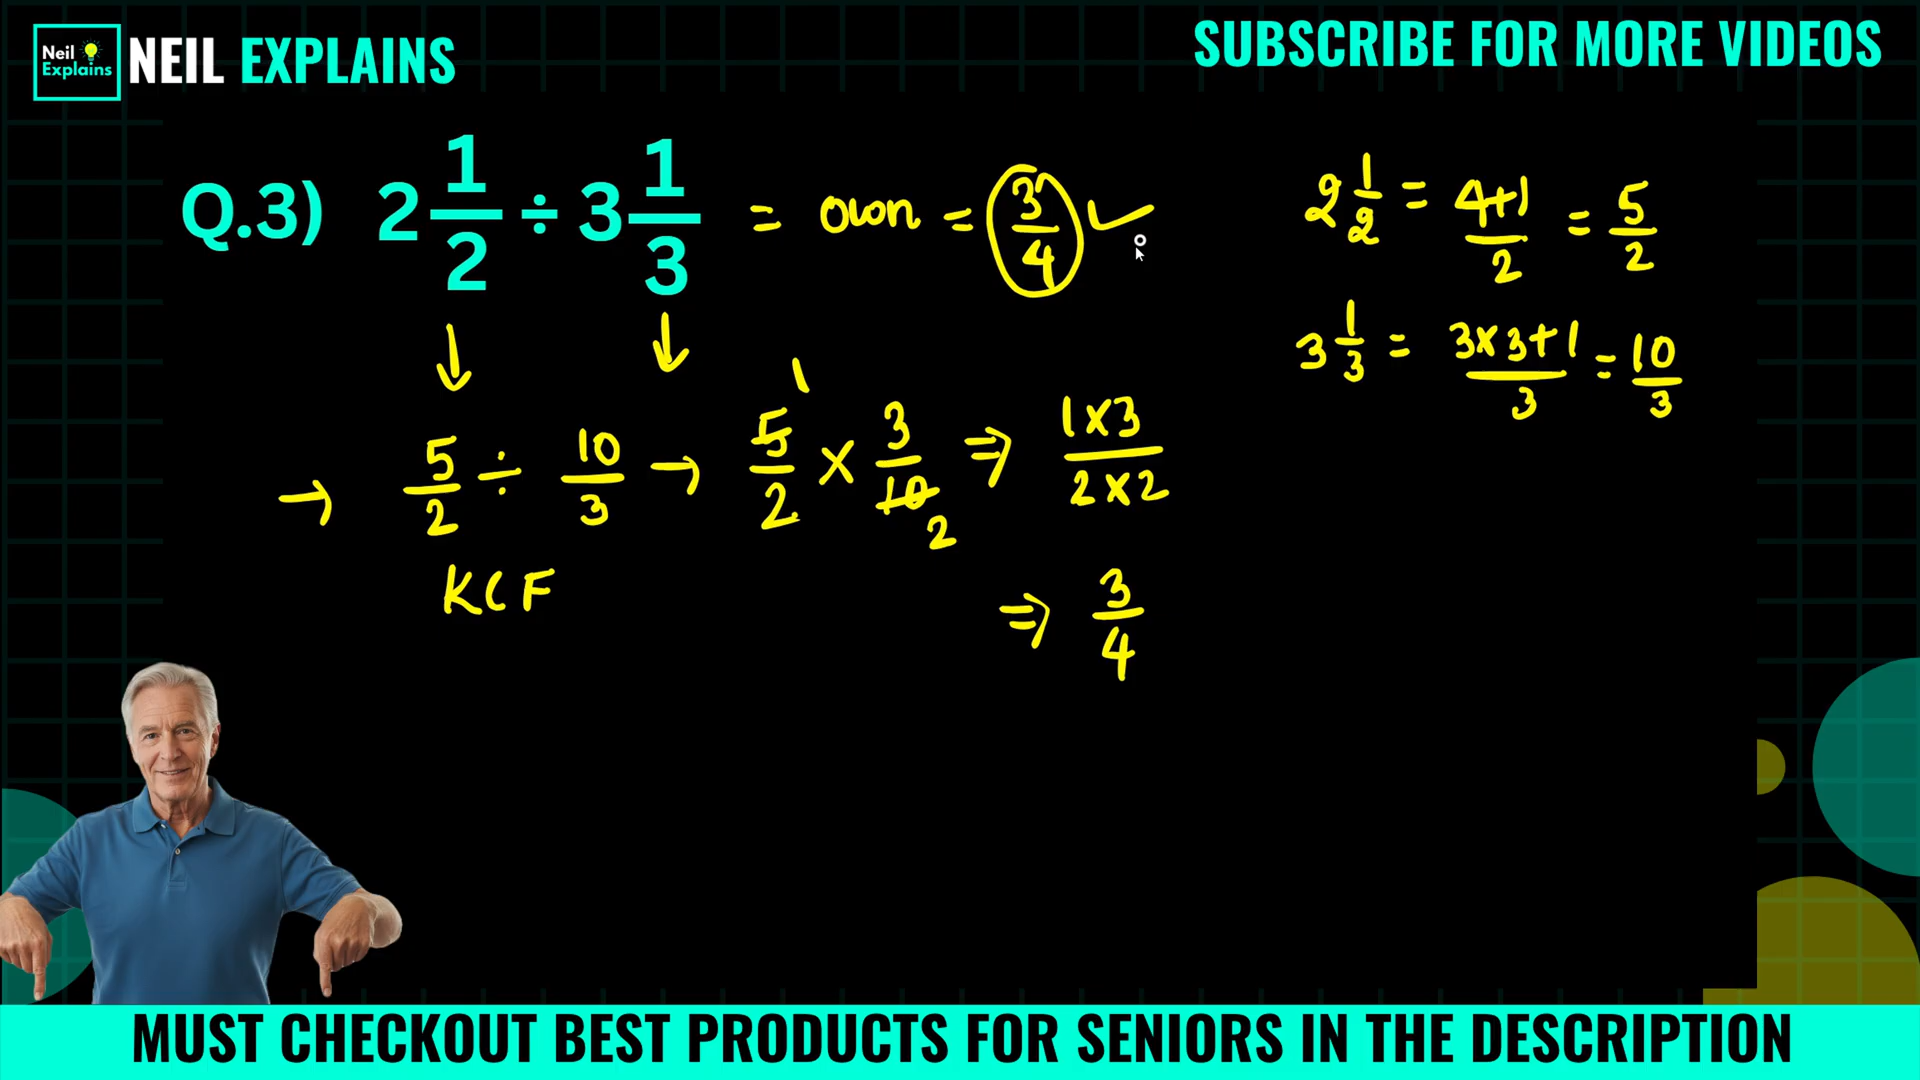 Neil Explains
NEIL EXPLAINS
SUBSCRIBE FOR MORE VIDEOS
Q.3) 2 1/2 ÷ 3 1/3 = own = 3/4 ✓
2 1/2 = 4+1/2 = 5/2
3 1/3 = 3×3+1/3 = 10/3
→ 5/2 ÷ 10/3 → 5/2 × 3/10 ⇒ 1×3/2×2
1
2
KCF
⇒ 3/4
MUST CHECKOUT BEST PRODUCTS FOR SENIORS IN THE DESCRIPTION